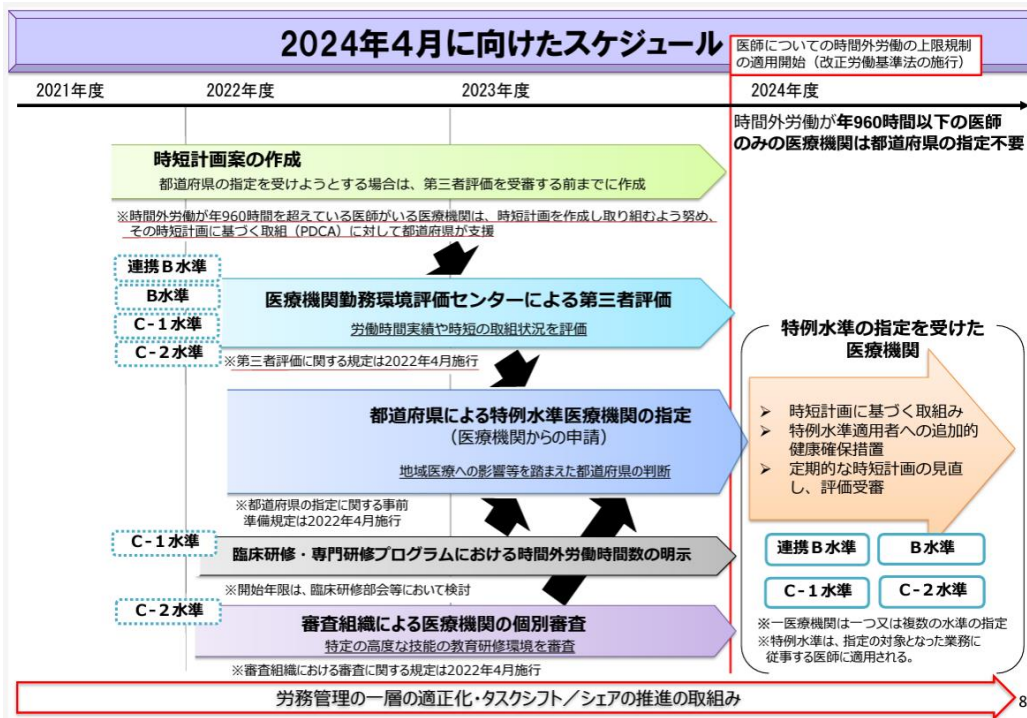 2024年4月に向けたスケジュール
医師についての時間外労働の上限規制
の適用開始（改正労働基準法の施行）
2021年度
2022年度
2023年度
2024年度
時間外労働が年960時間以下の医師
のみの医療機関は都道府県の指定不要
時短計画案の作成
都道府県の指定を受けようとする場合は、第三者評価を受審する前までに作成
※時間外労働が年960時間を超えている医師がいる医療機関は、時短計画を作成し取り組むよう努め、
その時短計画に基づく取組（PDCA）に対して都道府県が支援
連携B水準
B水準
C-1水準
C-2水準
医療機関勤務環境評価センターによる第三者評価
労働時間実績や時短の取組状況を評価
※第三者評価に関する規定は2022年4月施行
都道府県による特例水準医療機関の指定
（医療機関からの申請）
地域医療への影響等を踏まえた都道府県の判断
※都道府県の指定に関する事前
準備規定は2022年4月施行
C-1水準
臨床研修・専門研修プログラムにおける時間外労働時間数の明示
※開始年限は、臨床研修部会等において検討
C-2水準
審査組織による医療機関の個別審査
特定の高度な技能の教育研修環境を審査
※審査組織における審査に関する規定は2022年4月施行
特例水準の指定を受けた
医療機関
➢ 時短計画に基づく取組み
➢ 特例水準適用者への追加的
健康確保措置
➢ 定期的な時短計画の見直
し、評価受審
連携B水準
B水準
C-1水準
C-2水準
※一医療機関は一つ又は複数の水準の指定
※特例水準は、指定の対象となった業務に
従事する医師に適用される。
労務管理の一層の適正化・タスクシフト／シェアの推進の取組み
8